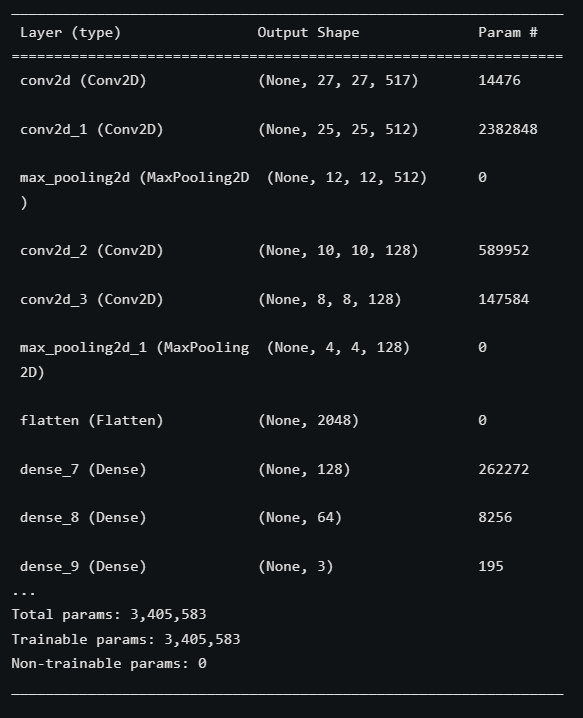 Layer (type) Output Shape Param #
=================================================================
conv2d (Conv2D) (None, 27, 27, 517) 14476
conv2d_1 (Conv2D) (None, 25, 25, 512) 2382848
max_pooling2d (MaxPooling2D (None, 12, 12, 512) 0
)
conv2d_2 (Conv2D) (None, 10, 10, 128) 589952
conv2d_3 (Conv2D) (None, 8, 8, 128) 147584
max_pooling2d_1 (MaxPooling (None, 4, 4, 128) 0
2D)
flatten (Flatten) (None, 2048) 0
dense_7 (Dense) (None, 128) 262272
dense_8 (Dense) (None, 64) 8256
dense_9 (Dense) (None, 3) 195
...
Total params: 3,405,583
Trainable params: 3,405,583
Non-trainable params: 0